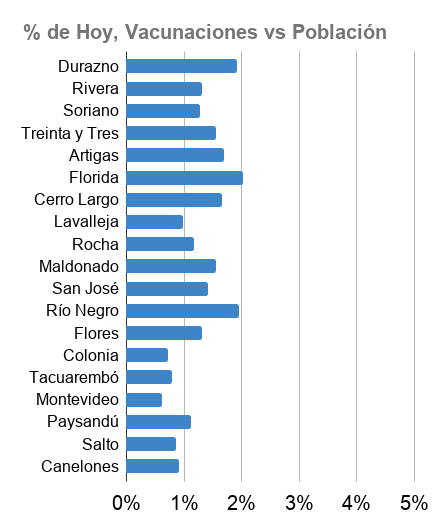 % de Hoy, Vacunaciones vs Población
Durazno
Rivera
Soriano
Treinta y Tres
Artigas
Florida
Cerro Largo
Lavalleja
Rocha
Maldonado
San José
Río Negro
Flores
Colonia
Tacuarembó
Montevideo
Paysandú
Salto
Canelones
0% 1% 2% 3% 4% 5%